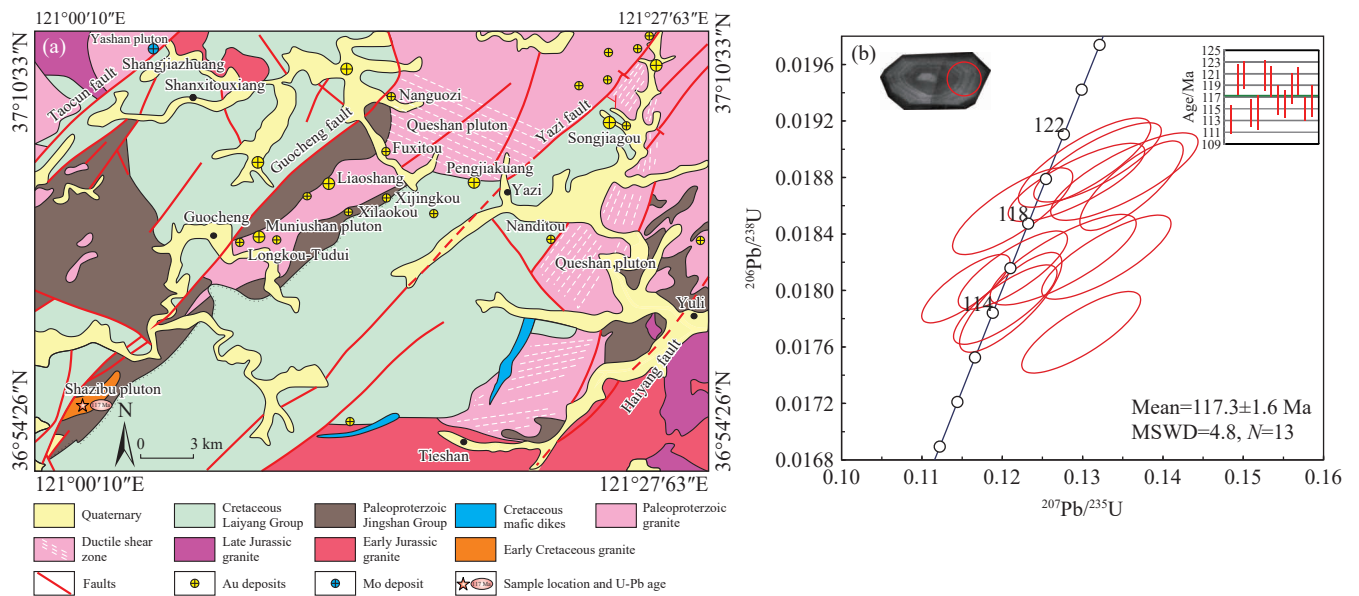 121°00′10″E
121°27′63″E
(a)
Yashan pluton
Shangjiazhuang
Taocun fault
Shanxitouxiang
Nanguozi
Queshan pluton
Yazi fault
Songjiagou
Guocheng fault
Fuxitou
Pengjiakuang
Liaoshang
Xijingkou
Yazi
Xilaokou
Guocheng
Muniushan pluton
Nanditou
Longkou-Tudui
Queshan pluton
Yuli
Haiyang fault
Shazibu pluton
117 Ma
N
0 3 km
Tieshan
37°10′33″N
36°54′26″N
37°10′33″N
36°54′26″N
121°00′10″E
121°27′63″E
Quaternary
Cretaceous
Laiyang Group
Paleoproterzoic
Jingshan Group
Cretaceous
mafic dikes
Paleoproterzoic
granite
Ductile shear
zone
Late Jurassic
granite
Early Jurassic
granite
Early Cretaceous granite
Faults
Au deposits
Mo deposit
117 Ma
Sample location and U-Pb age
(b)
0.0196
0.0192
0.0188
0.0184
0.0180
0.0176
0.0172
0.0168
²⁰⁶Pb/²³⁸U
122
118
114
Age/Ma
125
123
121
119
117
115
113
111
109
Mean=117.3±1.6 Ma
MSWD=4.8, N=13
0.10 0.11 0.12 0.13 0.14 0.15 0.16
²⁰⁷Pb/²³⁵U